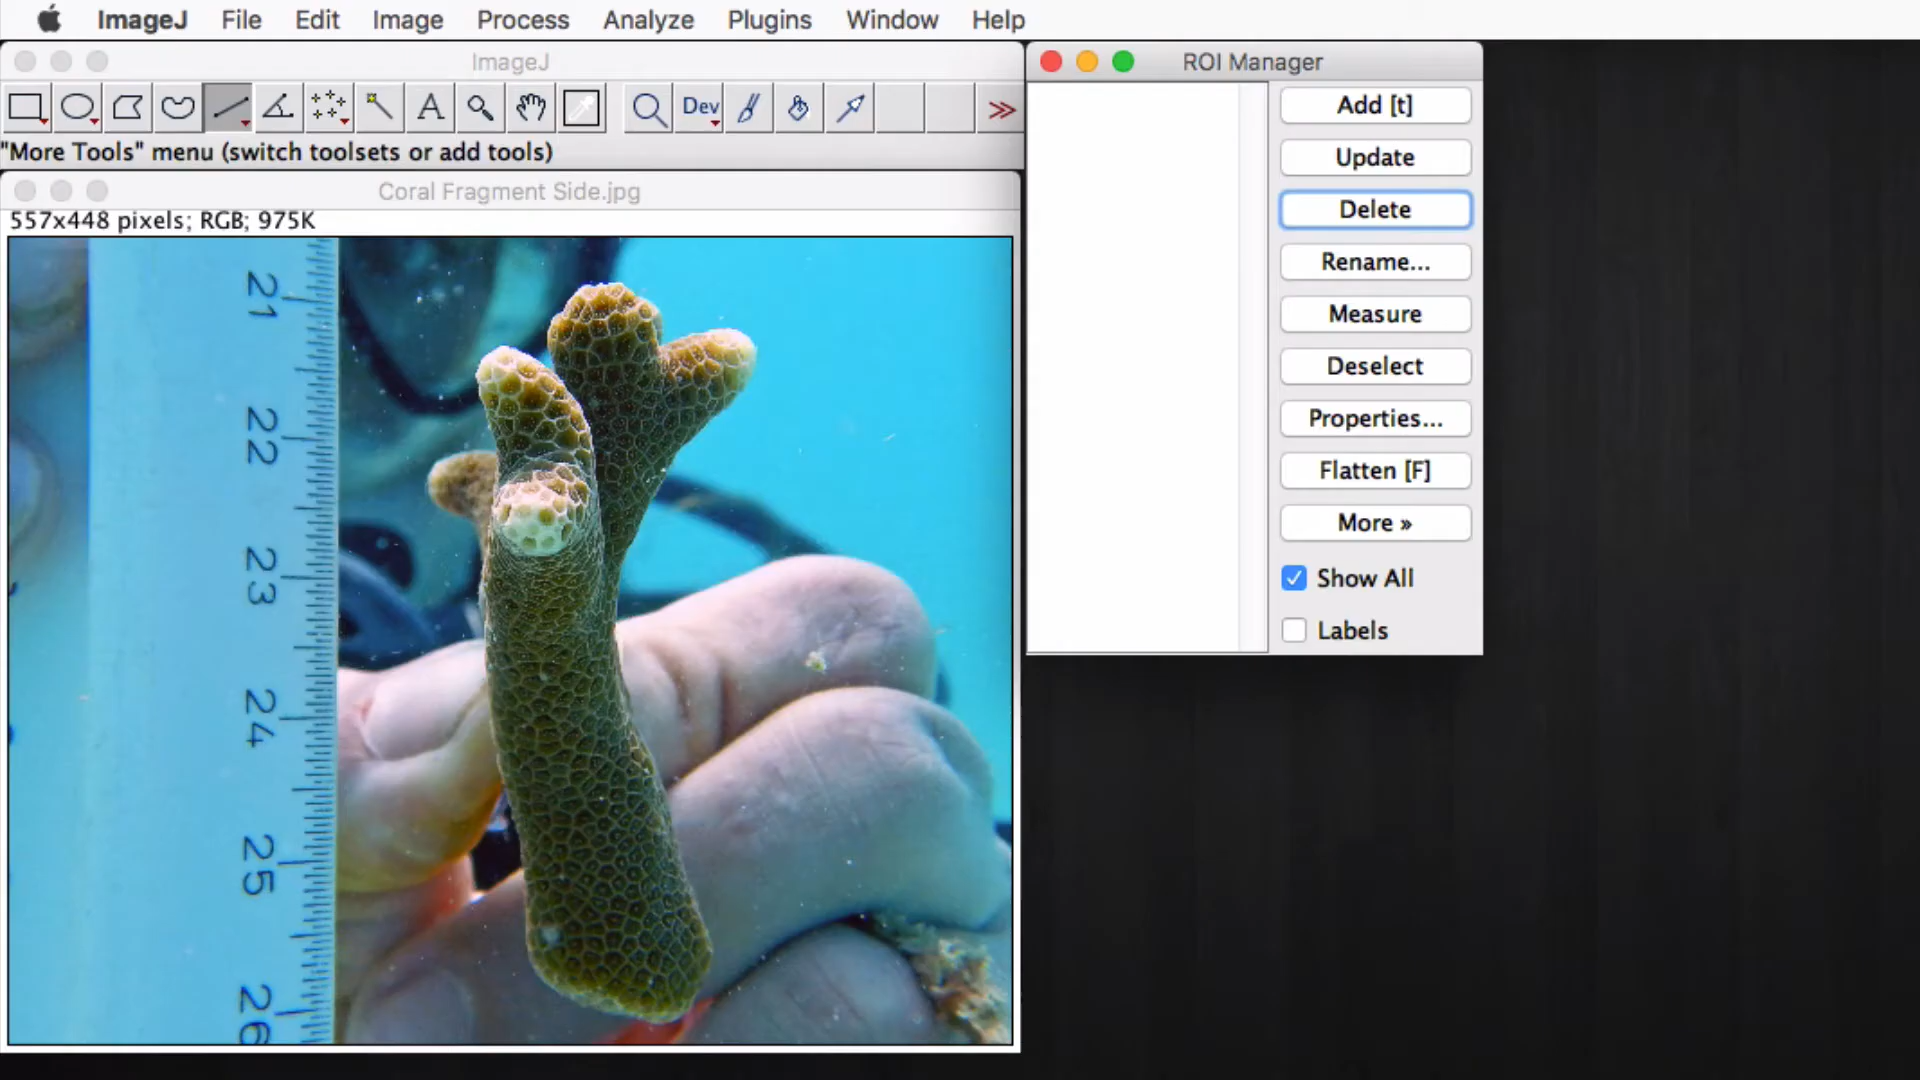 ImageJ File Edit Image Process Analyze Plugins Window Help
ImageJ
Dev
"More Tools" menu (switch toolsets or add tools)
Coral Fragment Side.jpg
557x448 pixels; RGB; 975K
21
22
23
24
25
26
ROI Manager
Add [t]
Update
Delete
Rename...
Measure
Deselect
Properties...
Flatten [F]
More »
Show All
Labels